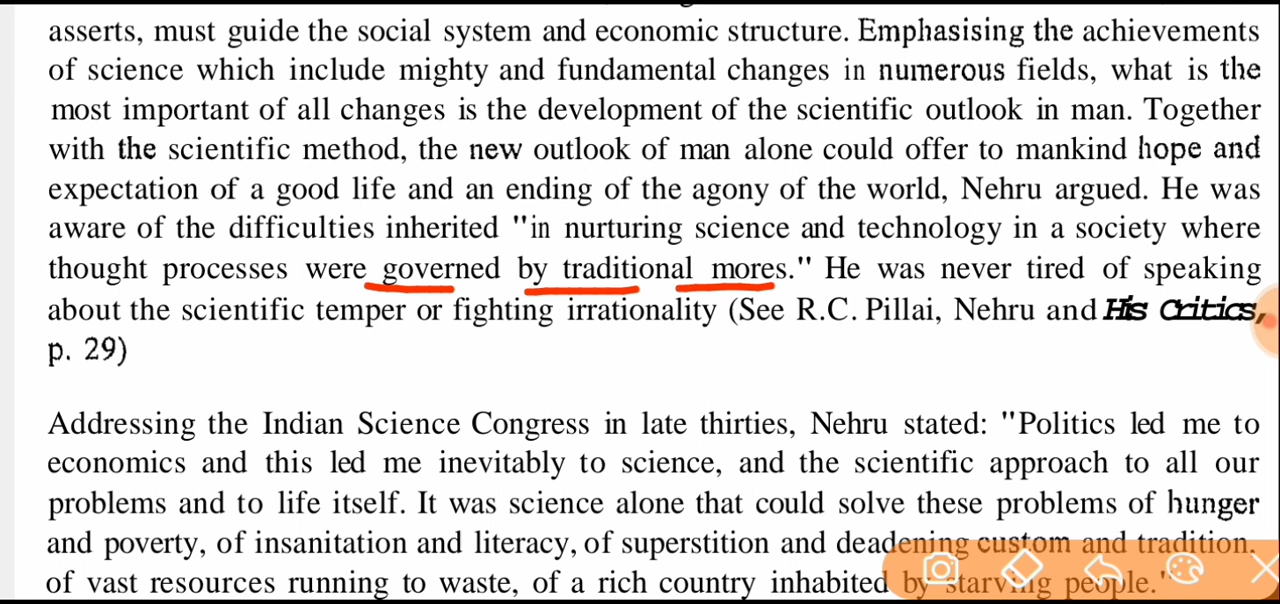 asserts, must guide the social system and economic structure. Emphasising the achievements
of science which include mighty and fundamental changes in numerous fields, what is the
most important of all changes is the development of the scientific outlook in man. Together
with the scientific method, the new outlook of man alone could offer to mankind hope and
expectation of a good life and an ending of the agony of the world, Nehru argued. He was
aware of the difficulties inherited "in nurturing science and technology in a society where
thought processes were governed by traditional mores." He was never tired of speaking
about the scientific temper or fighting irrationality (See R.C. Pillai, Nehru and His Critics,
p. 29)
Addressing the Indian Science Congress in late thirties, Nehru stated: "Politics led me to
economics and this led me inevitably to science, and the scientific approach to all our
problems and to life itself. It was science alone that could solve these problems of hunger
and poverty, of insanitation and literacy, of superstition and deadening custom and tradition,
of vast resources running to waste, of a rich country inhabited by starving people."